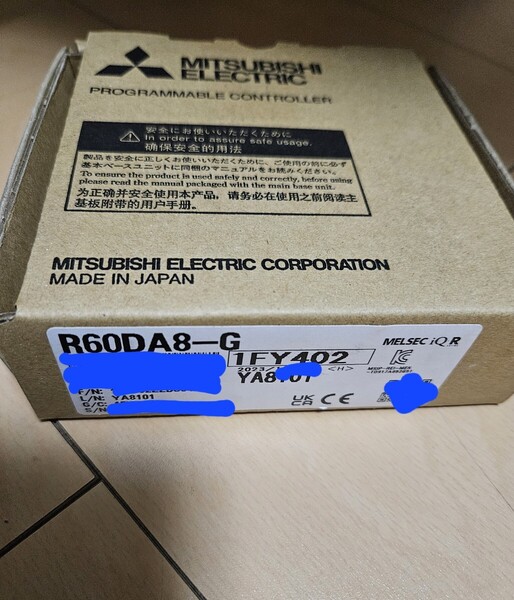 MITSUBISHI
ELECTRIC
PROGRAMMABLE CONTROLLER
安全にお使いいただくために
In order to assure safe usage.
确保安全的用法
製品を安全に正しくお使いいただくために、ご使用の前に必ず
基本ベースユニットに同梱のマニュアルをお読みください。
To ensure the product is used safely and correctly, before using
please read the manual packaged with the main base unit.
为正确并安全使用本产品，请务必在使用之前阅读主
基板附带的用户手册。
MITSUBISHI ELECTRIC CORPORATION
MADE IN JAPAN
R60DA8-G
MELSEC iQ R
1FY402
2023/ <H>
YA8101
L/N: YA8101
G/C:
S/N
UK
CA CE